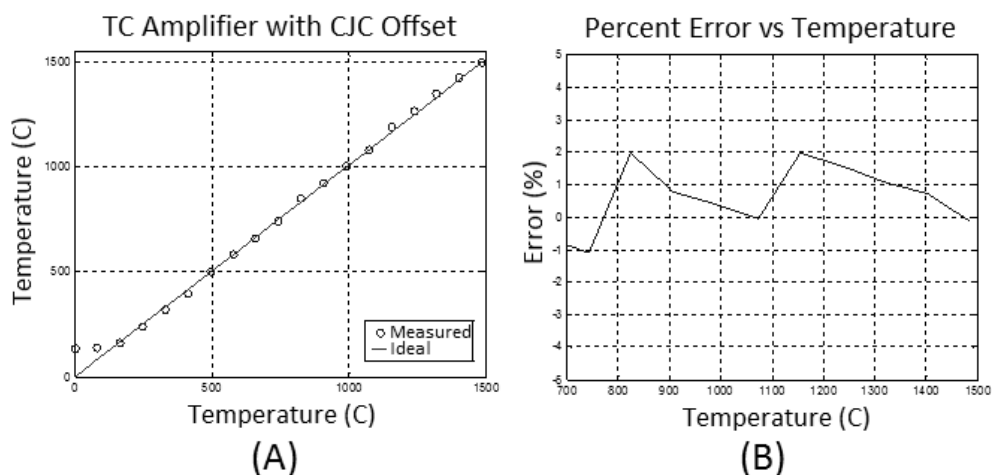 TC Amplifier with CJC Offset
Temperature (C)
1500
1000
500
0
Measured
Ideal
0 500 1000 1500
Temperature (C)
(A)
Percent Error vs Temperature
Error (%)
5
4
3
2
1
0
-1
-2
-3
-4
-5
700 800 900 1000 1100 1200 1300 1400 1500
Temperature (C)
(B)